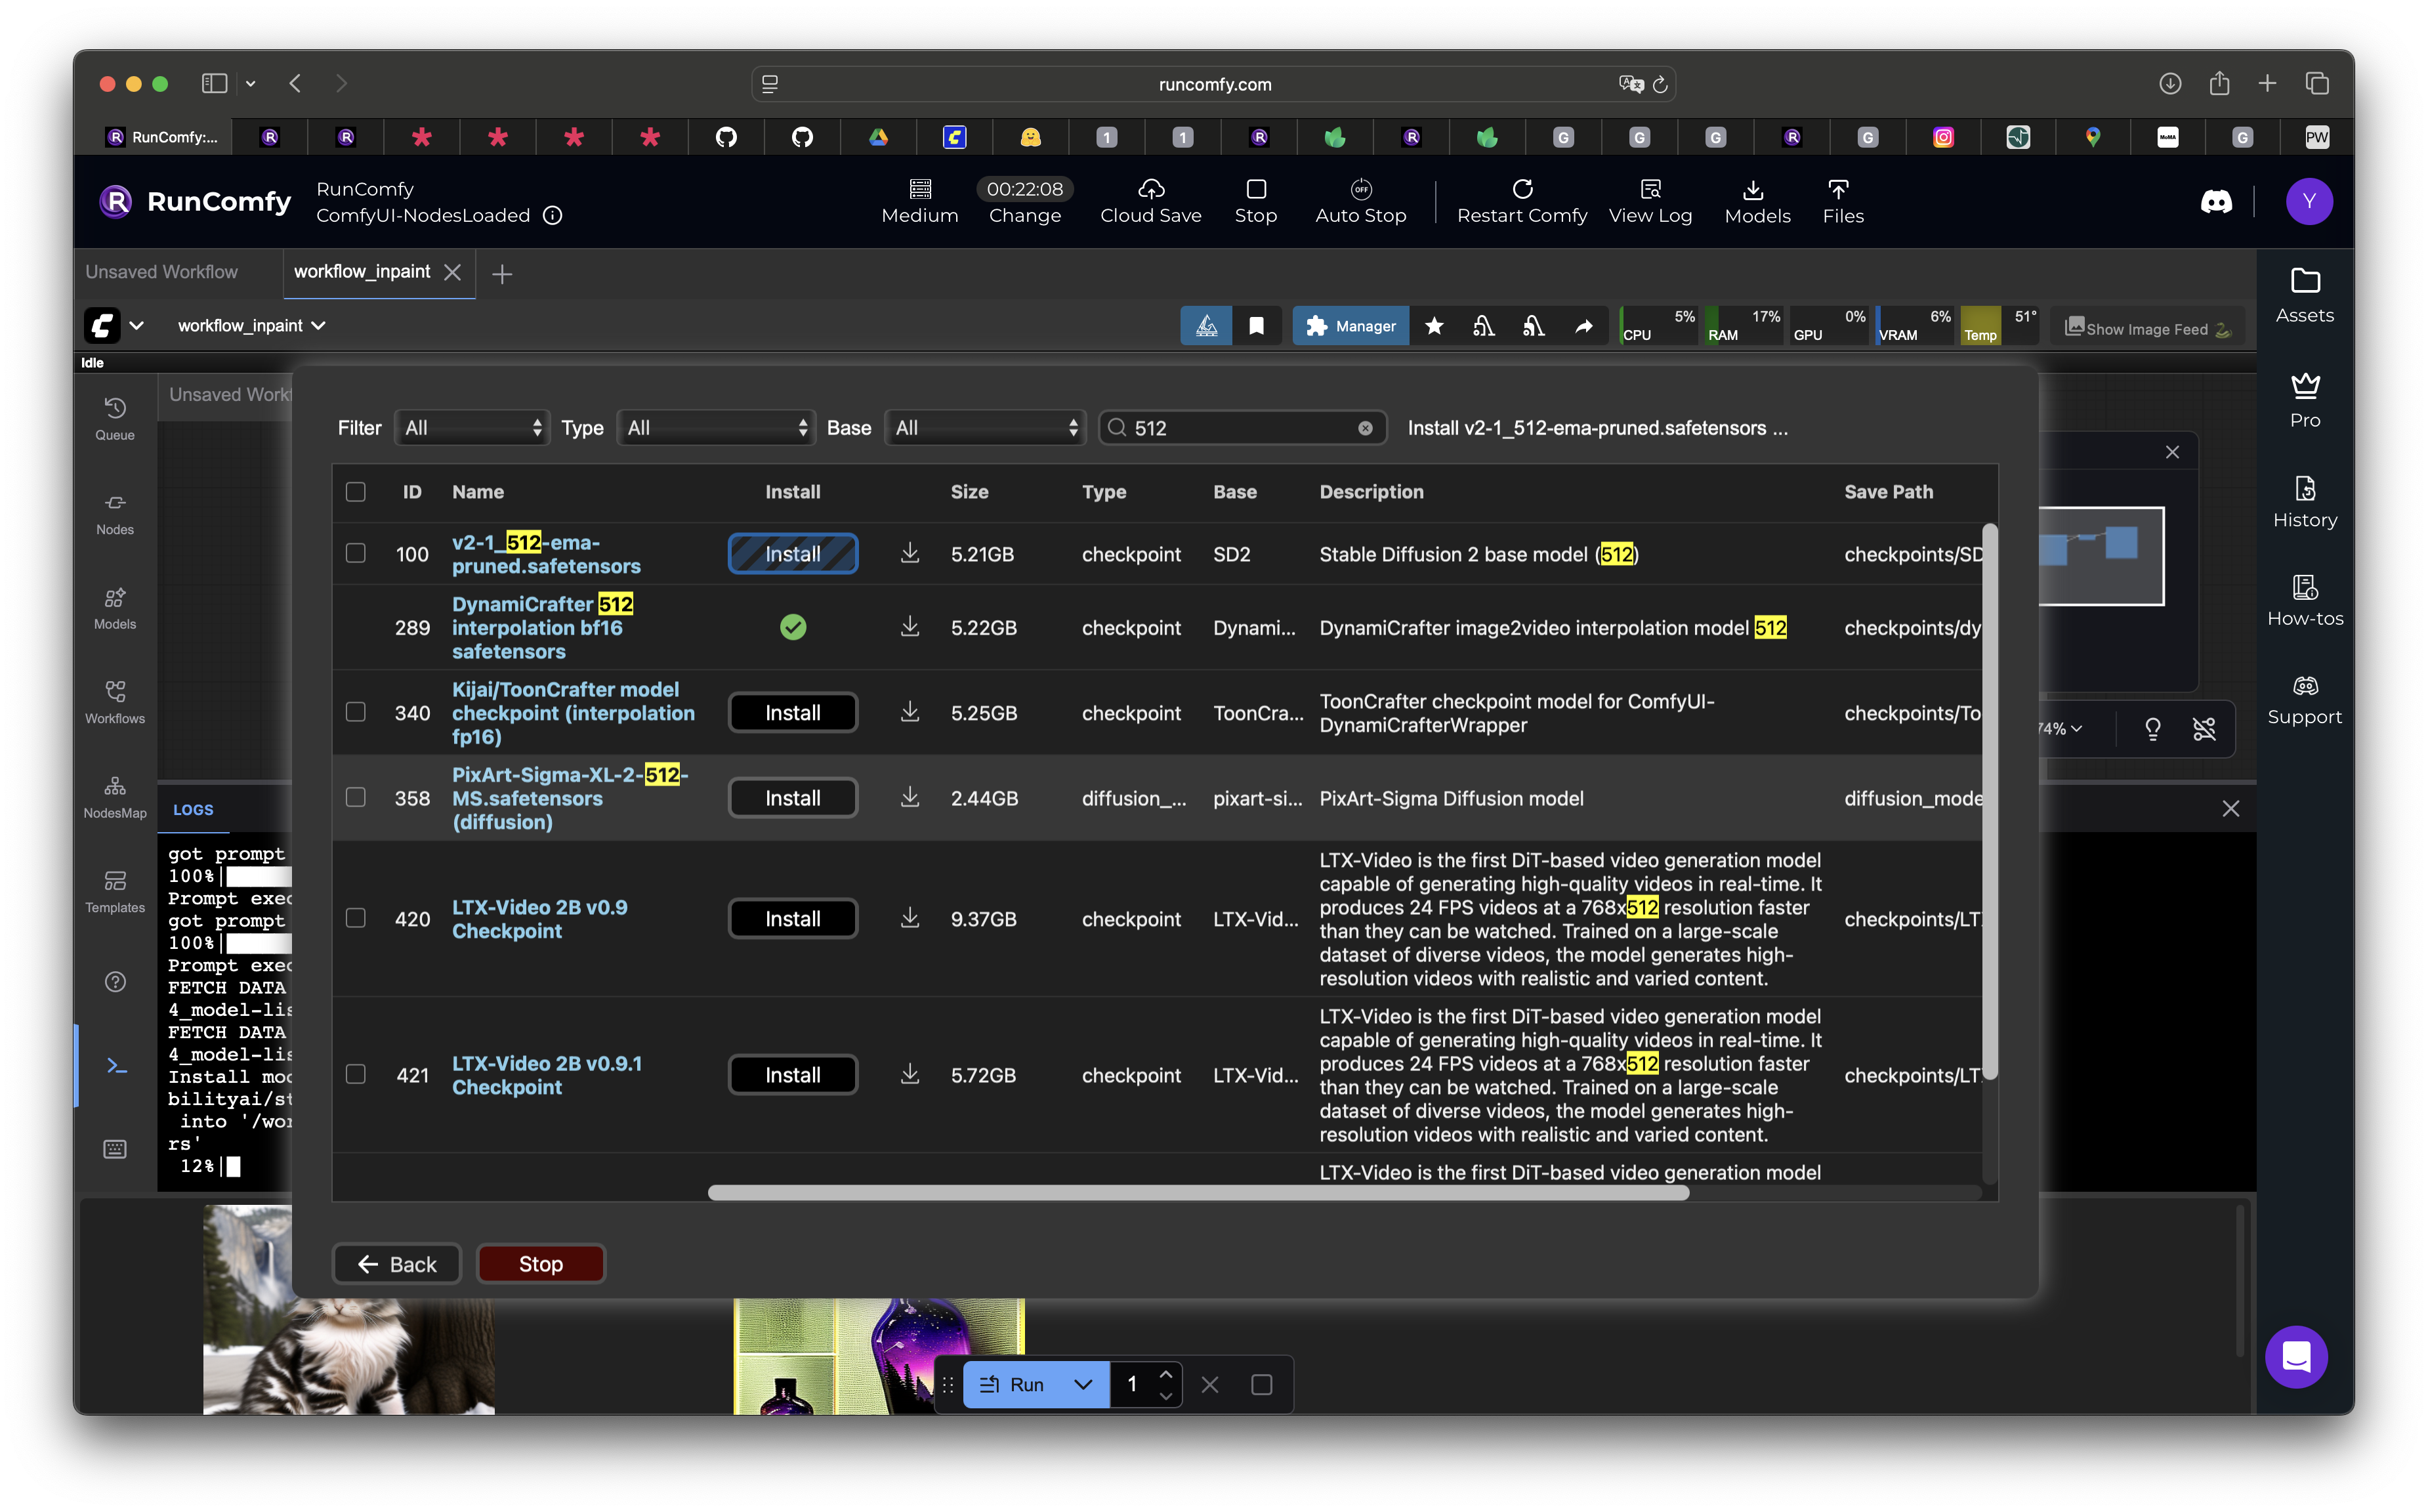 runcomfy.com
RunComfy:...
1
1
G
G
G
G
MoMA
G
PW
RunComfy
RunComfy
ComfyUI-NodesLoaded
Medium
00:22:08
Change
Cloud Save
Stop
OFF
Auto Stop
Restart Comfy
View Log
Models
Files
Y
Unsaved Workflow
workflow_inpaint
workflow_inpaint
Manager
CPU 5%
RAM 17%
GPU 0%
VRAM 6%
Temp 51°
Show Image Feed
Assets
Pro
History
How-tos
Support
Idle
Queue
Nodes
Models
Workflows
NodesMap
Templates
Unsaved Workf
Filter All Type All Base All 512 Install v2-1_512-ema-pruned.safetensors ...
ID Name Install Size Type Base Description Save Path
100 v2-1_512-ema-
pruned.safetensors Install 5.21GB checkpoint SD2 Stable Diffusion 2 base model (512) checkpoints/SD
289 DynamiCrafter 512
interpolation bf16
safetensors 5.22GB checkpoint Dynami... DynamiCrafter image2video interpolation model 512 checkpoints/dy
340 Kijai/ToonCrafter model
checkpoint (interpolation
fp16) Install 5.25GB checkpoint ToonCra... ToonCrafter checkpoint model for ComfyUI-
DynamiCrafterWrapper checkpoints/To
358 PixArt-Sigma-XL-2-512-
MS.safetensors
(diffusion) Install 2.44GB diffusion_... pixart-si... PixArt-Sigma Diffusion model diffusion_mode
420 LTX-Video 2B v0.9
Checkpoint Install 9.37GB checkpoint LTX-Vid...
LTX-Video is the first DiT-based video generation model
capable of generating high-quality videos in real-time. It
produces 24 FPS videos at a 768x512 resolution faster
than they can be watched. Trained on a large-scale
dataset of diverse videos, the model generates high-
resolution videos with realistic and varied content.
checkpoints/LT
421 LTX-Video 2B v0.9.1
Checkpoint Install 5.72GB checkpoint LTX-Vid...
LTX-Video is the first DiT-based video generation model
capable of generating high-quality videos in real-time. It
produces 24 FPS videos at a 768x512 resolution faster
than they can be watched. Trained on a large-scale
dataset of diverse videos, the model generates high-
resolution videos with realistic and varied content.
checkpoints/LT
LTX-Video is the first DiT-based video generation model
Back
Stop
74%
LOGS
got prompt
100%|
Prompt exec
got prompt
100%|
Prompt exec
FETCH DATA
4_model-lis
FETCH DATA
4_model-lis
Install mod
bilityai/st
into '/wor
rs'
12%|
Run
1